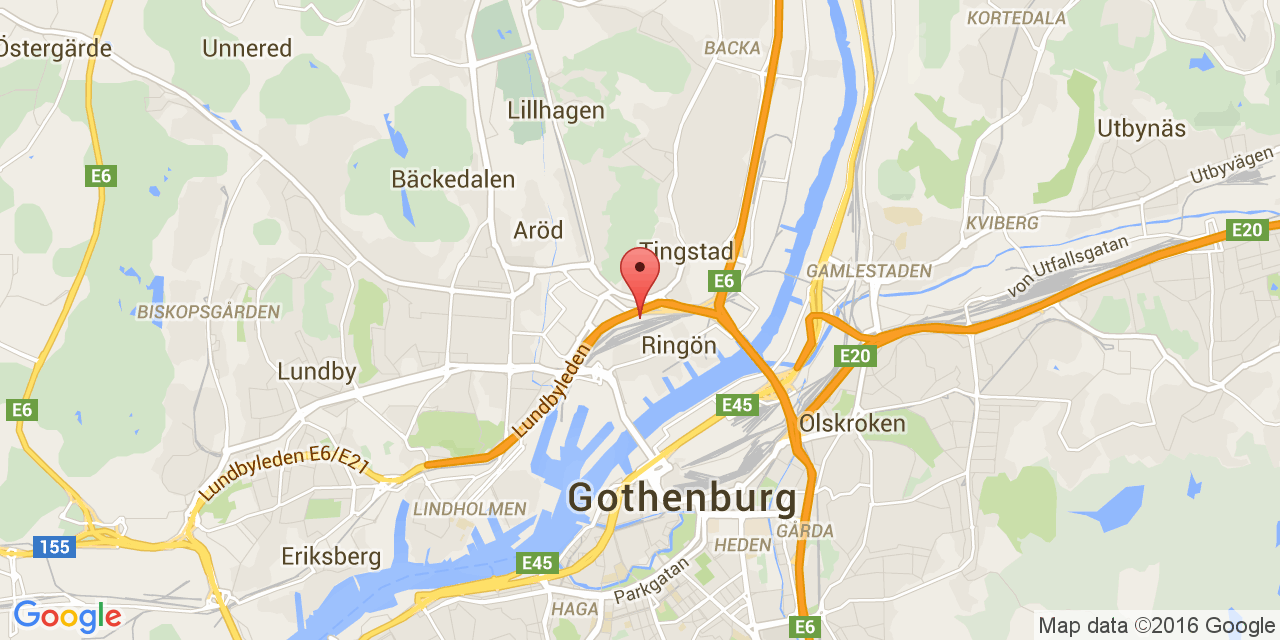 KORTEDALA
Östergärde
Unnered
BACKA
Lillhagen
Utbynäs
E6
Bäckedalen
Utbyvägen
Aröd
KVIBERG
E20
Tingstad
von Utfallsgatan
GAMLESTADEN
E6
BISKOPSGÅRDEN
Ringön
E20
Lundby
Lundbyleden
E6
E45
Olskroken
Lundbyleden E6/E21
Gothenburg
LINDHOLMEN
GÅRDA
HEDEN
155
Eriksberg
E45
Parkgatan
HAGA
Google
E6
Map data ©2016 Google